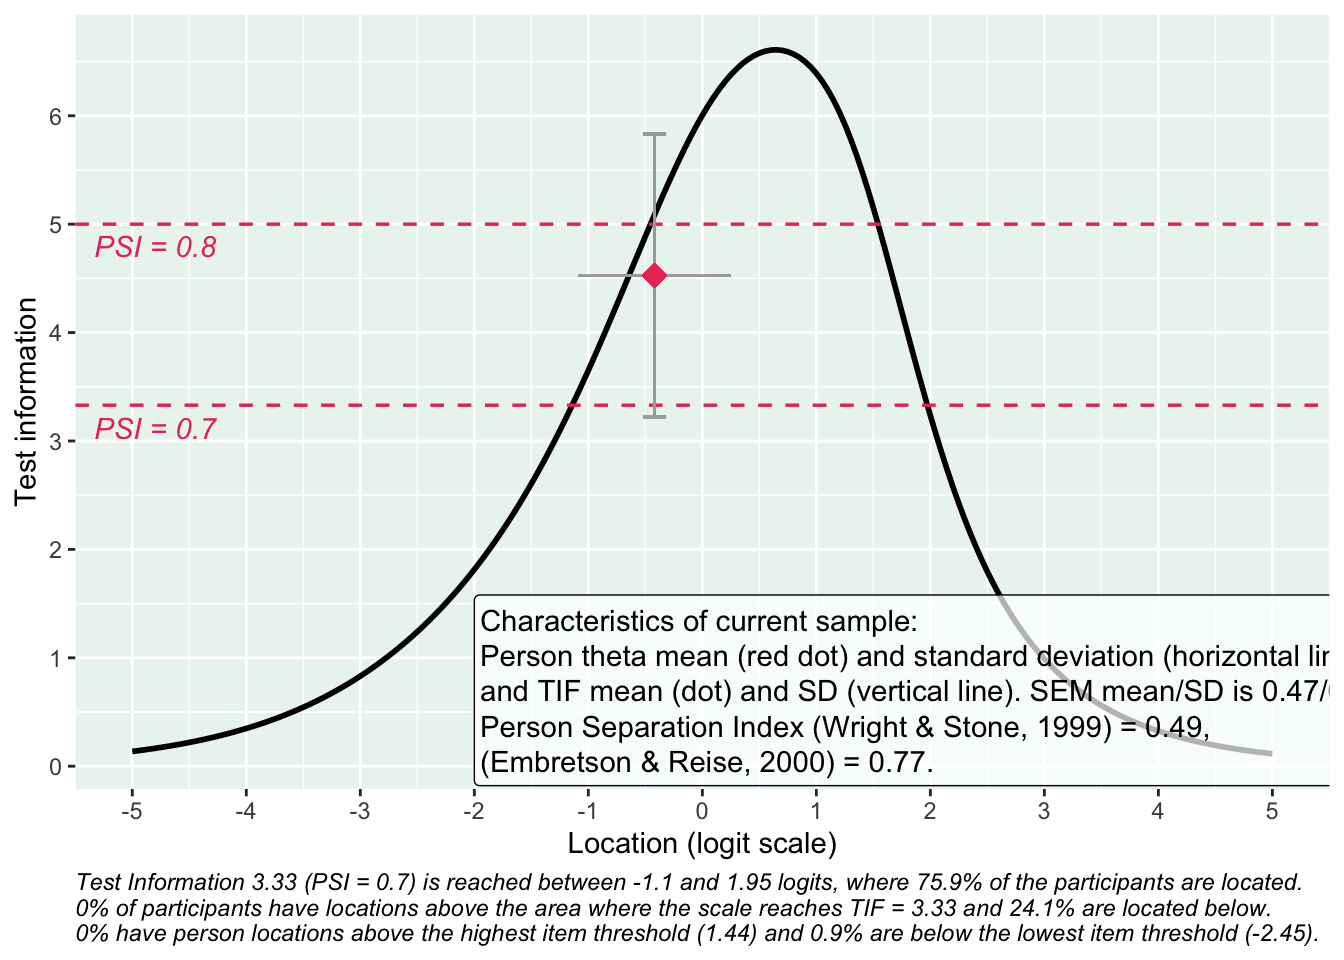 6
5
PSI = 0.8
4
PSI = 0.7
3
2
1
0
Test information
Characteristics of current sample:
Person theta mean (red dot) and standard deviation (horizontal
and TIF mean (dot) and SD (vertical line). SEM mean/SD is 0.47/
Person Separation Index (Wright & Stone, 1999) = 0.49,
(Embretson & Reise, 2000) = 0.77.
-5 -4 -3 -2 -1 0 1 2 3 4 5
Location (logit scale)
Test Information 3.33 (PSI = 0.7) is reached between -1.1 and 1.95 logits, where 75.9% of the participants are located.
0% of participants have locations above the area where the scale reaches TIF = 3.33 and 24.1% are located below.
0% have person locations above the highest item threshold (1.44) and 0.9% are below the lowest item threshold (-2.45).